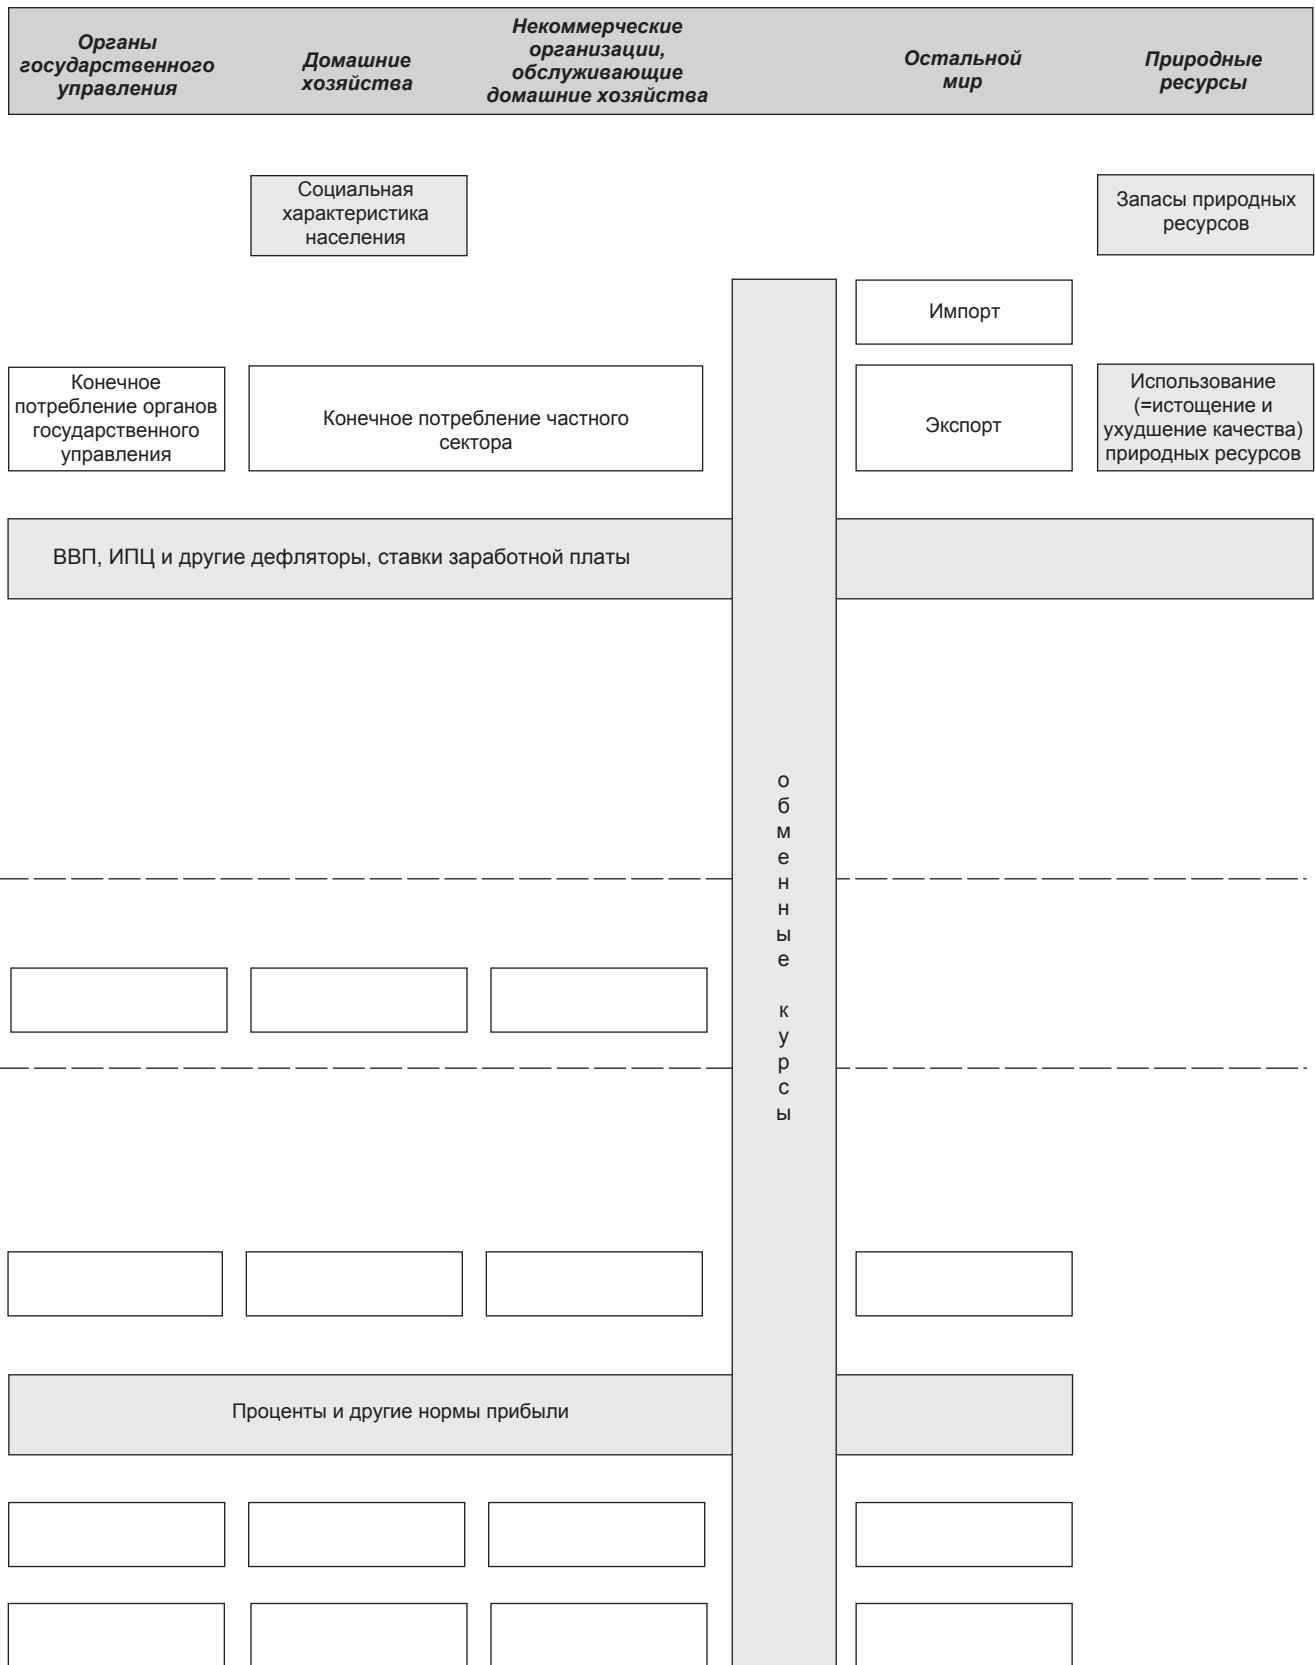 Органы
государственного
управления
Домашние
хозяйства
Некоммерческие
организации,
обслуживающие
домашние хозяйства
Остальной
мир
Природные
ресурсы
Социальная
характеристика
населения
Запасы природных
ресурсов
Импорт
Конечное
потребление органов
государственного
управления
Конечное потребление частного
сектора
Экспорт
Использование
(=истощение и
ухудшение качества)
природных ресурсов
ВВП, ИПЦ и другие дефляторы, ставки заработной платы
обменные курсы
Проценты и другие нормы прибыли